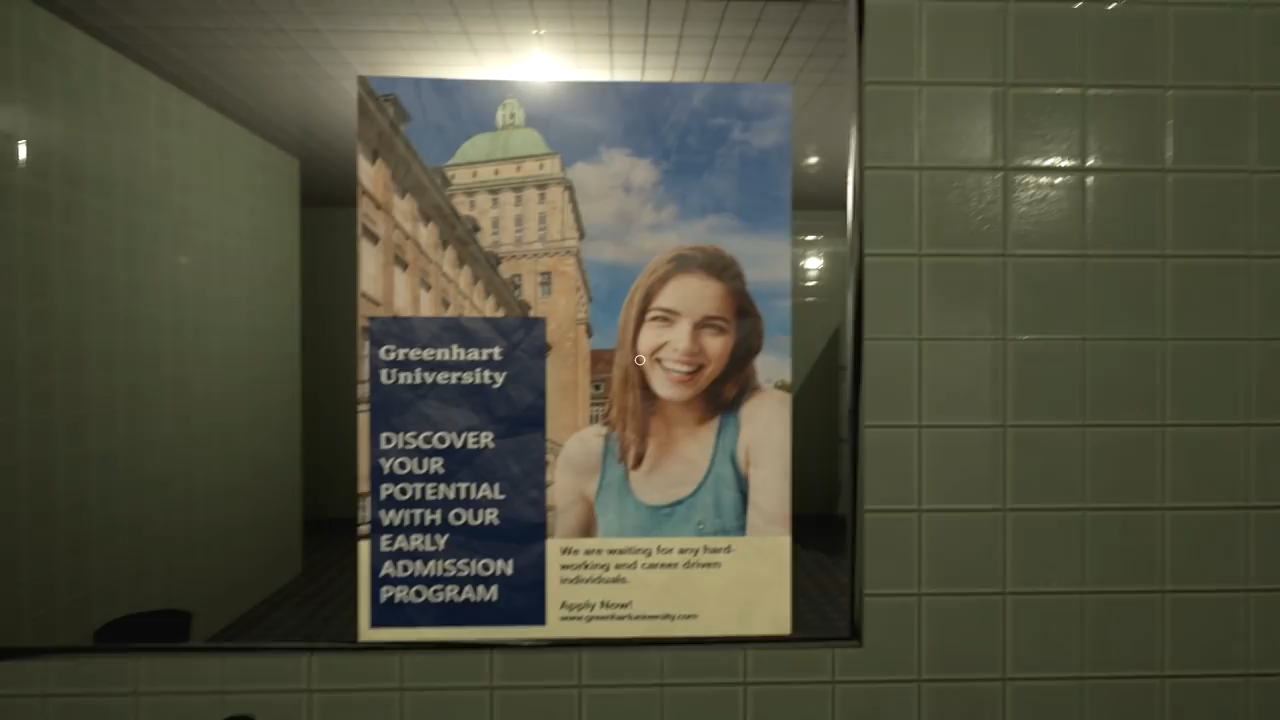 Greenhart
University
DISCOVER
YOUR
POTENTIAL
WITH OUR
EARLY
ADMISSION
PROGRAM
We are waiting for any hard-
working and career driven
individuals.
Apply Now!
www.greenhartuniversity.com